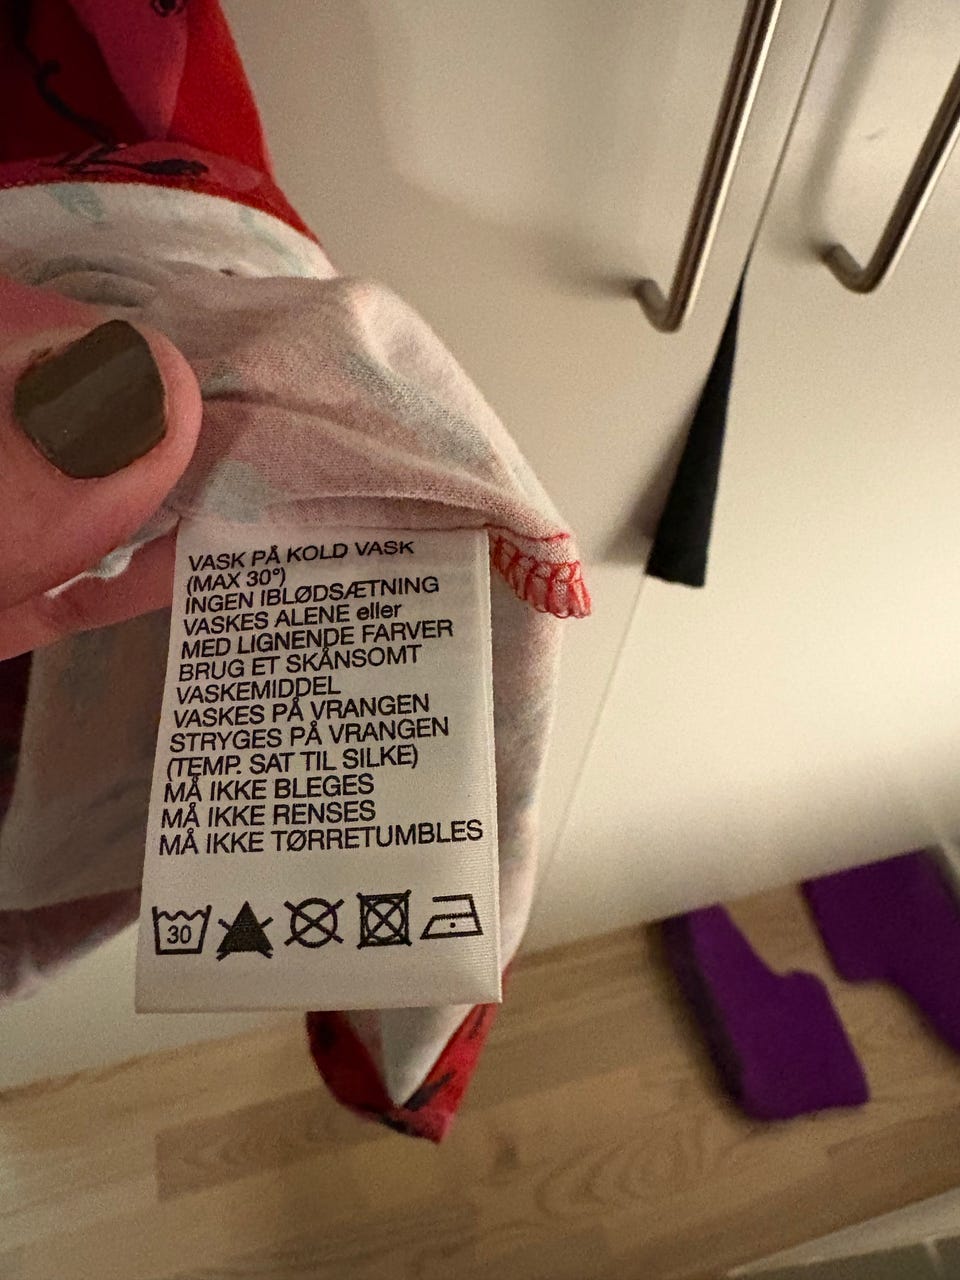 VASK PÅ KOLD VASK
(MAX 30°)
INGEN IBLØDSÆTNING
VASKES ALENE eller
MED LIGNENDE FARVER
BRUG ET SKÅNSOMT
VASKEMIDDEL
VASKES PÅ VRANGEN
STRYGES PÅ VRANGEN
(TEMP. SAT TIL SILKE)
MÅ IKKE BLEGES
MÅ IKKE RENSES
MÅ IKKE TØRRETUMBLES
30